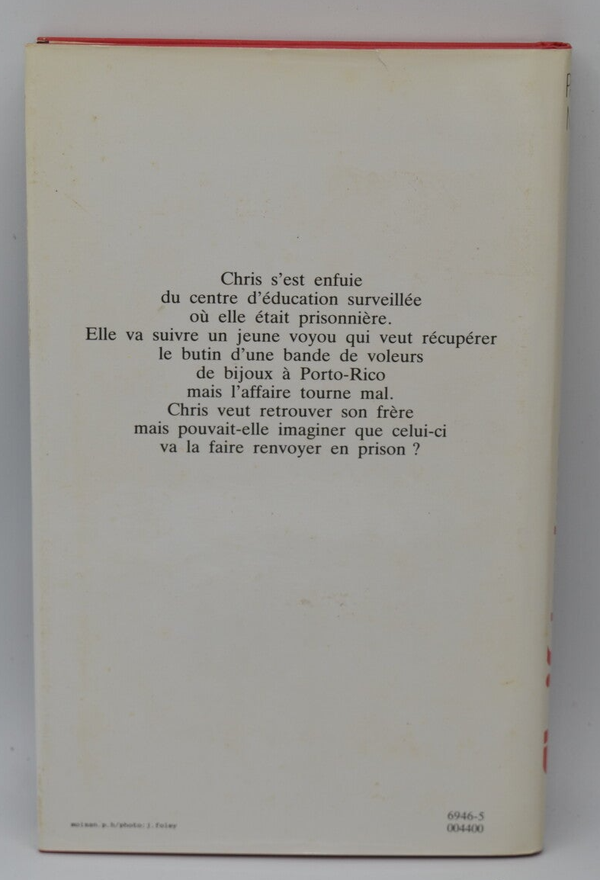 Chris s'est enfuie
du centre d'éducation surveillée
où elle était prisonnière.
Elle va suivre un jeune voyou qui veut récupérer
le butin d'une bande de voleurs
de bijoux à Porto-Rico
mais l'affaire tourne mal.
Chris veut retrouver son frère
mais pouvait-elle imaginer que celui-ci
va la faire renvoyer en prison ?
6946-5
004400